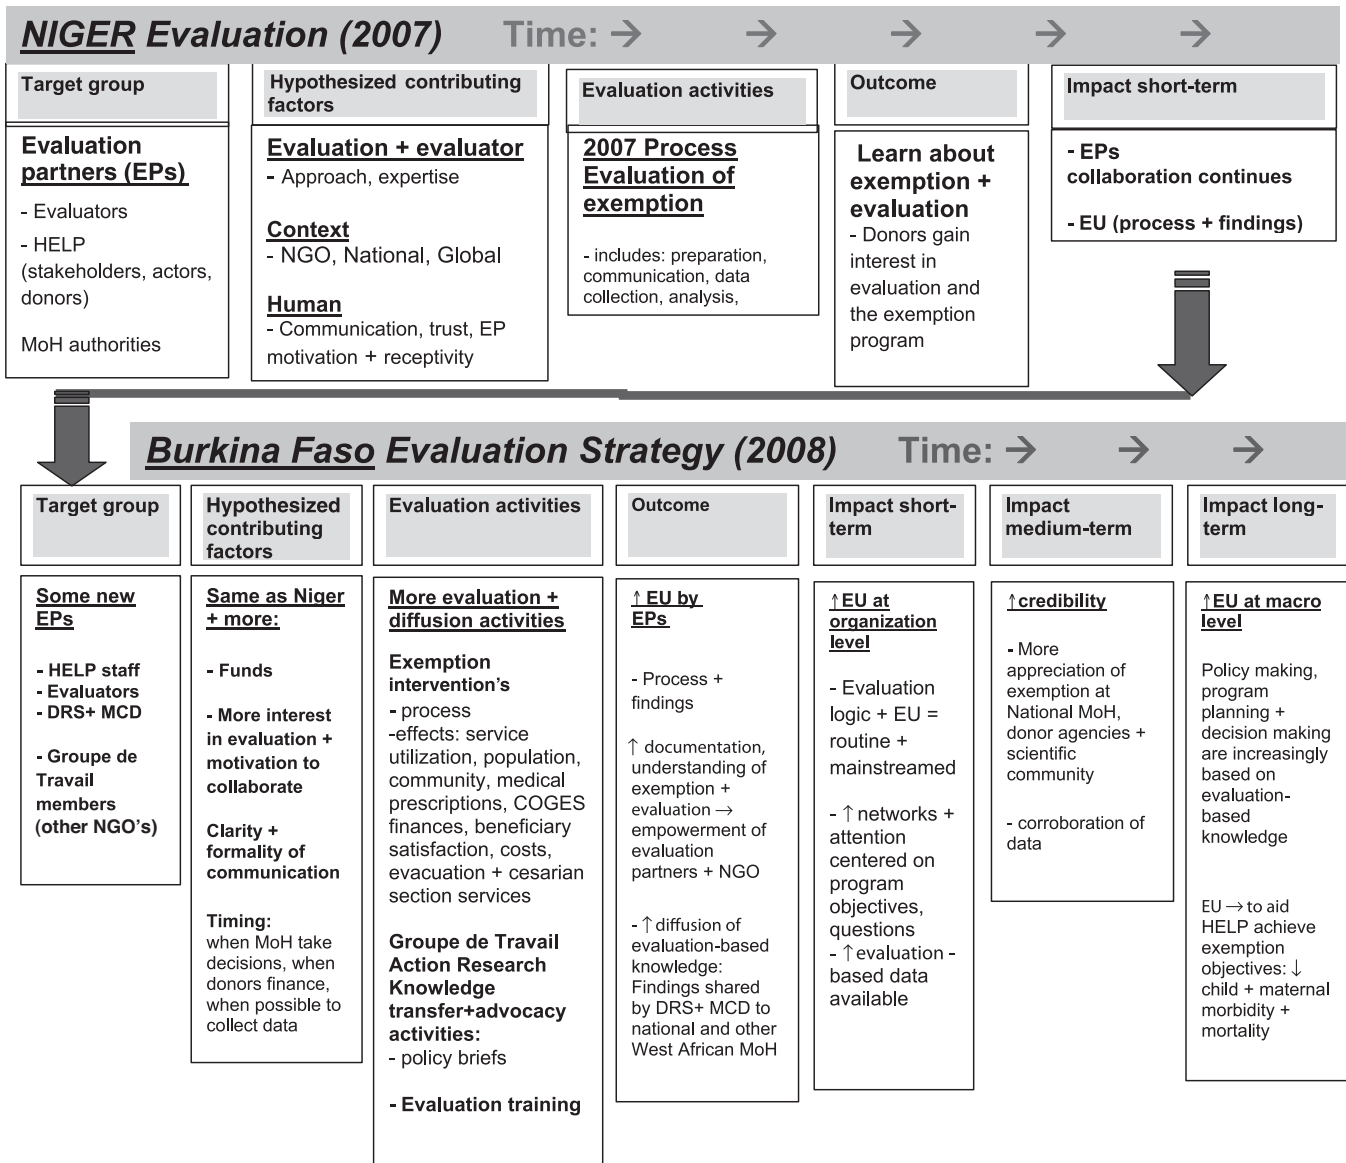 NIGER Evaluation (2007) Time: → → → → →
Target group
Evaluation
partners (EPs)
- Evaluators
- HELP
(stakeholders, actors,
donors)
MoH authorities
Hypothesized contributing
factors
Evaluation + evaluator
- Approach, expertise
Context
- NGO, National, Global
Human
- Communication, trust, EP
motivation + receptivity
Evaluation activities
2007 Process
Evaluation of
exemption
- includes: preparation,
communication, data
collection, analysis,
Outcome
Learn about
exemption +
evaluation
- Donors gain
interest in
evaluation and
the exemption
program
Impact short-term
- EPs
collaboration continues
- EU (process + findings)
Burkina Faso Evaluation Strategy (2008) Time: → → →
Target group
Some new
EPs
- HELP staff
- Evaluators
- DRS+ MCD
- Groupe de
Travail
members
(other NGO's)
Hypothesized
contributing
factors
Same as Niger
+ more:
- Funds
- More interest
in evaluation +
motivation to
collaborate
Clarity +
formality of
communication
Timing:
when MoH take
decisions, when
donors finance,
when possible to
collect data
Evaluation activities
More evaluation +
diffusion activities
Exemption
intervention's
- process
-effects: service
utilization, population,
community, medical
prescriptions, COGES
finances, beneficiary
satisfaction, costs,
evacuation + cesarian
section services
Groupe de Travail
Action Research
Knowledge
transfer+advocacy
activities:
- policy briefs
- Evaluation training
Outcome
↑ EU by
EPs
- Process +
findings
↑ documentation,
understanding of
exemption +
evaluation →
empowerment of
evaluation
partners + NGO
- ↑ diffusion of
evaluation-based
knowledge:
Findings shared
by DRS+ MCD to
national and other
West African MoH
Impact short-
term
↑EU at
organization
level
- Evaluation
logic + EU =
routine +
mainstreamed
- ↑ networks +
attention
centered on
program
objectives,
questions
- ↑evaluation -
based data
available
Impact
medium-term
↑credibility
- More
appreciation of
exemption at
National MoH,
donor agencies +
scientific
community
- corroboration of
data
Impact long-
term
↑EU at macro
level
Policy making,
program
planning +
decision making
are increasingly
based on
evaluation-
based
knowledge
EU → to aid
HELP achieve
exemption
objectives: ↓
child + maternal
morbidity +
mortality